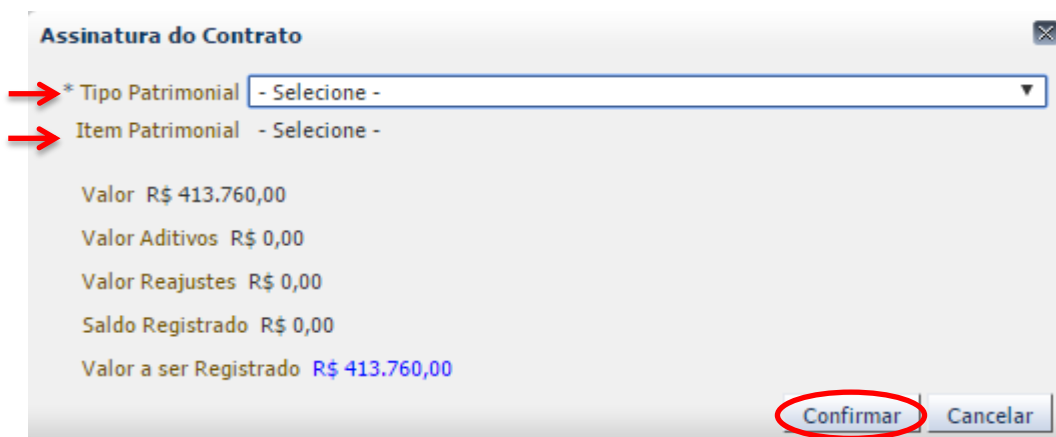 Assinatura do Contrato
* Tipo Patrimonial - Selecione -
Item Patrimonial - Selecione -
Valor R$ 413.760,00
Valor Aditivos R$ 0,00
Valor Reajustes R$ 0,00
Saldo Registrado R$ 0,00
Valor a ser Registrado R$ 413.760,00
Confirmar Cancelar